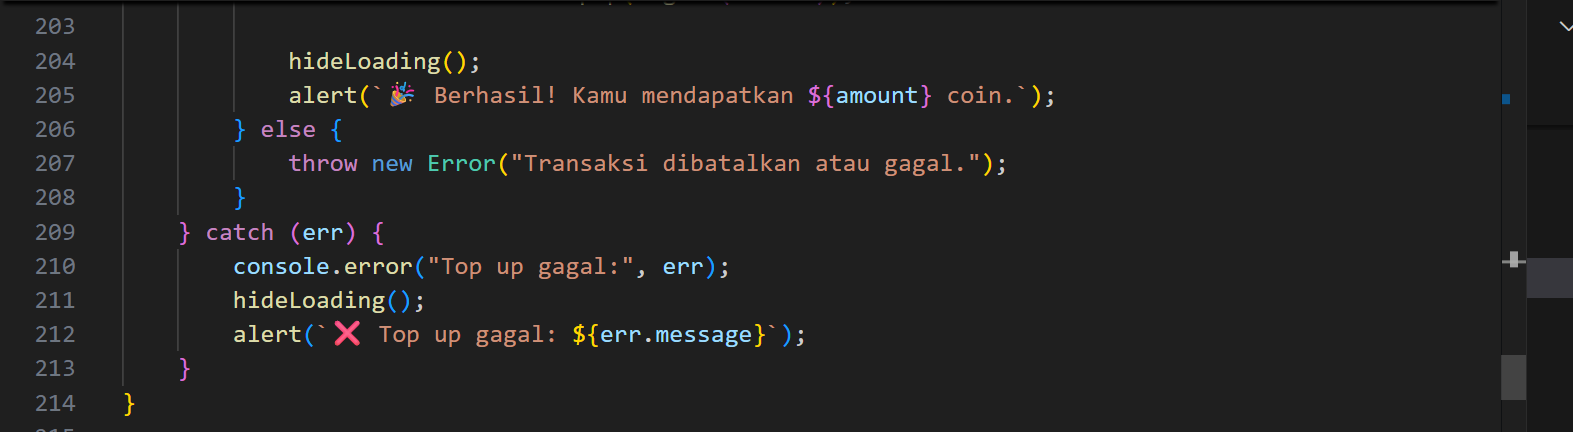 203
204 hideLoading();
205 alert(`🎉 Berhasil! Kamu mendapatkan ${amount} coin.`);
206 } else {
207 throw new Error("Transaksi dibatalkan atau gagal.");
208 }
209 } catch (err) {
210 console.error("Top up gagal:", err);
211 hideLoading();
212 alert(`❌ Top up gagal: ${err.message}`);
213 }
214 }